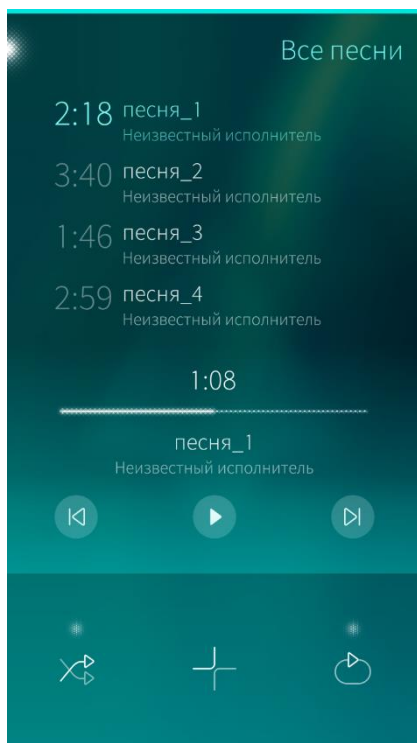 Все песни
2:18 песня_1
Неизвестный исполнитель
3:40 песня_2
Неизвестный исполнитель
1:46 песня_3
Неизвестный исполнитель
2:59 песня_4
Неизвестный исполнитель
1:08
песня_1
Неизвестный исполнитель